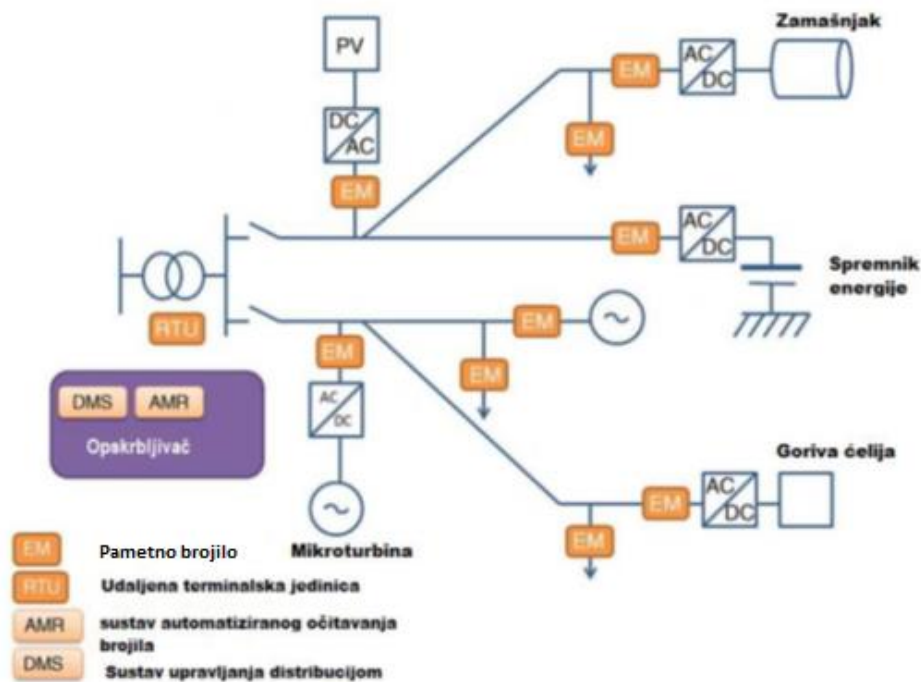 Zamašnjak
PV
EM
AC
DC
DC
AC
EM
EM
EM
AC
DC
Spremnik
energije
RTU
EM
EM
EM
DMS
AMR
AC
DC
Opskrbljivač
Goriva ćelija
EM
AC
DC
EM
Mikroturbina
EM
Pametno brojilo
RTU
Udaljena terminalska jedinica
AMR
sustav automatiziranog očitavanja
brojila
DMS
Sustav upravljanja distribucijom